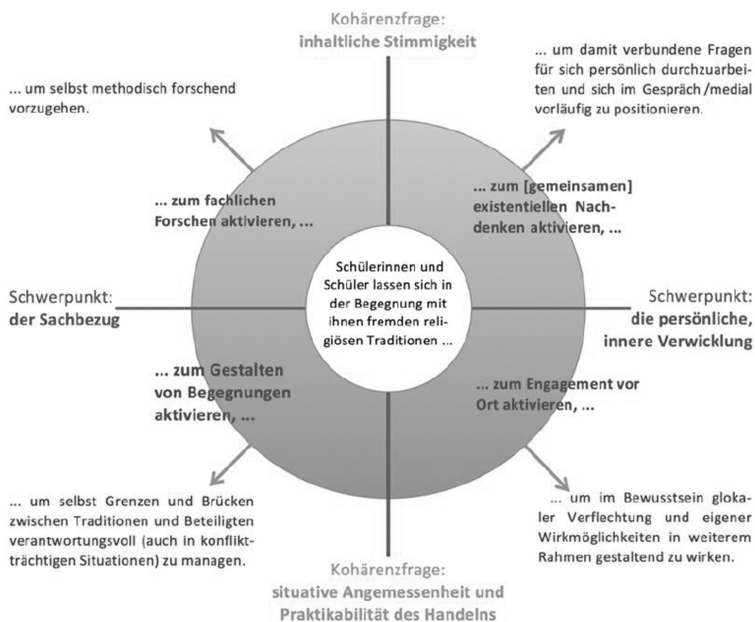 Kohärenzfrage:
inhaltliche Stimmigkeit
... um selbst methodisch forschend
vorzugehen.
... um damit verbundene Fragen
für sich persönlich durchzuarbei-
ten und sich im Gespräch/medial
vorläufig zu positionieren.
... zum fachlichen
Forschen aktivieren, ...
... zum [gemeinsamen]
existentiellen Nach-
denken aktivieren, ...
Schülerinnen und
Schüler lassen sich in
der Begegnung mit
ihnen fremden reli-
giösen Traditionen ...
Schwerpunkt:
der Sachbezug
Schwerpunkt:
die persönliche,
innere Verwicklung
... zum Gestalten
von Begegnungen
aktivieren, ...
... zum Engagement vor
Ort aktivieren, ...
... um selbst Grenzen und Brücken
zwischen Traditionen und Beteiligten
verantwortungsvoll (auch in konflikt-
trächtigen Situationen) zu managen.
... um im Bewusstsein gloka-
ler Verflechtung und eigener
Wirkmöglichkeiten in weiterem
Rahmen gestaltend zu wirken.
Kohärenzfrage:
situative Angemessenheit und
Praktikabilität des Handelns